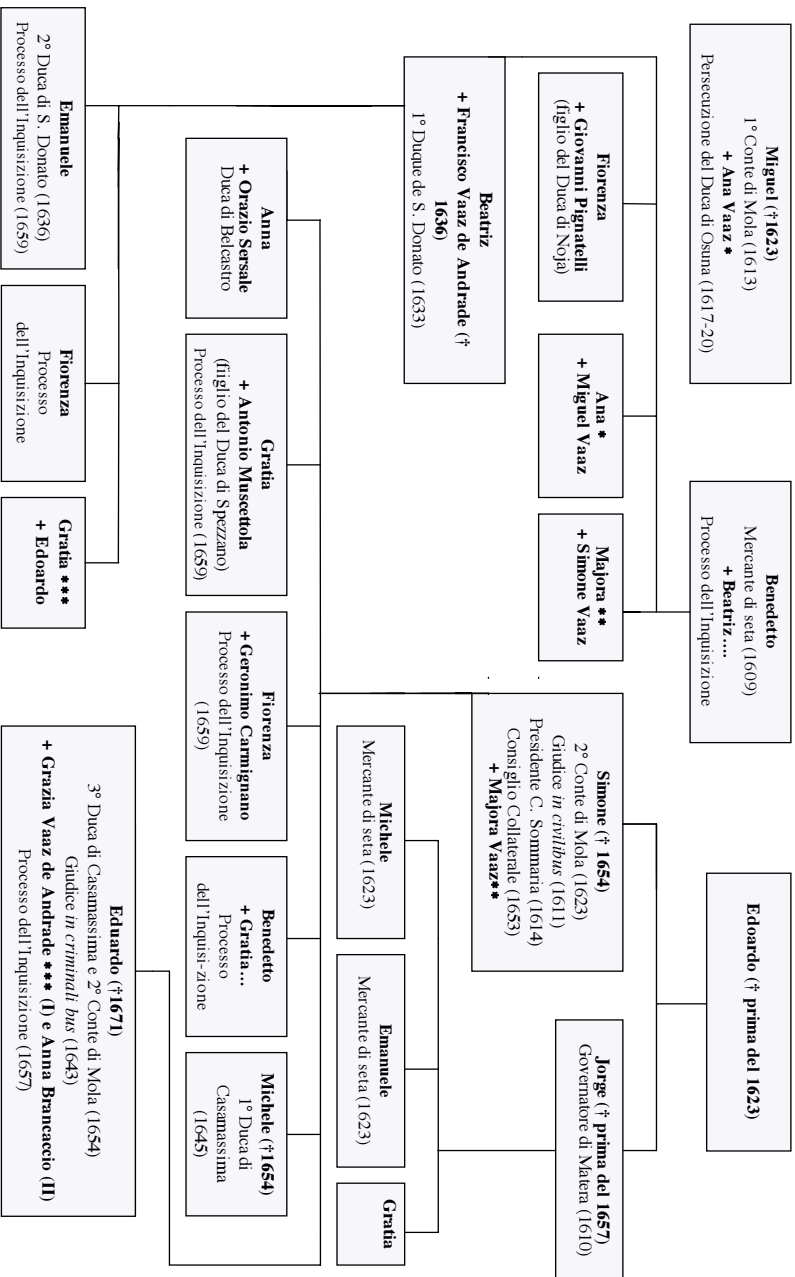 Miguel († 1623)
1° Conte di Mola (1613)
Persecuzione del Duca di Osuna (1617-20)
+ Ana Vaaz *
Benedetto
Mercante di seta (1609)
+ Beatriz....
Processo dell'Inquisizione
Edoardo († prima del 1623)
Fiorenza
+ Giovanni Pignatelli
(figlio del Duca di Noja)
Ana *
+ Miguel Vaaz
Majora **
+ Simone Vaaz
Simone († 1654)
2° Conte di Mola (1623)
Giudice in civilibus (1611)
Presidente C. Sommaria (1614)
Consiglio Collaterale (1653)
+ Majora Vaaz**
Jorge († prima del 1657)
Governatore di Matera (1610)
Beatriz
+ Francisco Vaaz de Andrade (†
1636)
1° Duque de S. Donato (1633)
Michele
Mercante di seta (1623)
Emanuele
Mercante di seta (1623)
Gratia
Anna
+ Orazio Sersale
Duca di Belcastro
Gratia
+ Antonio Muscettola
(fiiglio del Duca di Spezzano)
Processo dell'Inquisizione (1659)
Fiorenza
+ Geronimo Carmignano
Processo dell'Inquisizione
(1659)
Benedetto
+ Gratia...
Processo
dell'Inquisi-zione
Michele († 1654)
1° Duca di
Casamassima
(1645)
Emanuele
2° Duca di S. Donato (1636)
Processo dell'Inquisizione (1659)
Fiorenza
Processo
dell'Inquisizione
Gratia ***
+ Edoardo
Eduardo († 1671)
3° Duca di Casamassima e 2° Conte di Mola (1654)
Giudice in criminali bus (1643)
+ Grazia Vaaz de Andrade *** (I) e Anna Brancaccio (II)
Processo dell'Inquisizione (1657)